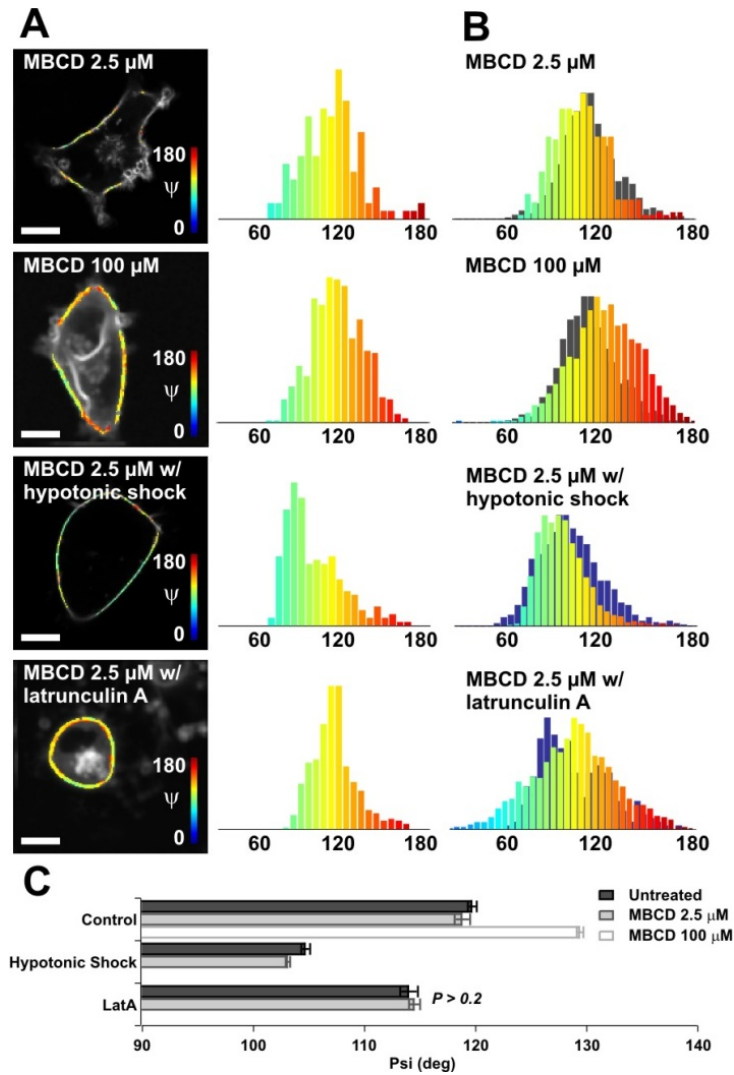 A
B
MBCD 2.5 µM
180
ψ
0
60 120 180
MBCD 2.5 µM
60 120 180
MBCD 100 µM
180
ψ
0
60 120 180
MBCD 100 µM
60 120 180
MBCD 2.5 µM w/
hypotonic shock
180
ψ
0
60 120 180
MBCD 2.5 µM w/
hypotonic shock
60 120 180
MBCD 2.5 µM w/
latrunculin A
180
ψ
0
60 120 180
MBCD 2.5 µM w/
latrunculin A
60 120 180
C
Untreated
MBCD 2.5 µM
MBCD 100 µM
Control
Hypotonic Shock
LatA
P > 0.2
90 100 110 120 130 140
Psi (deg)